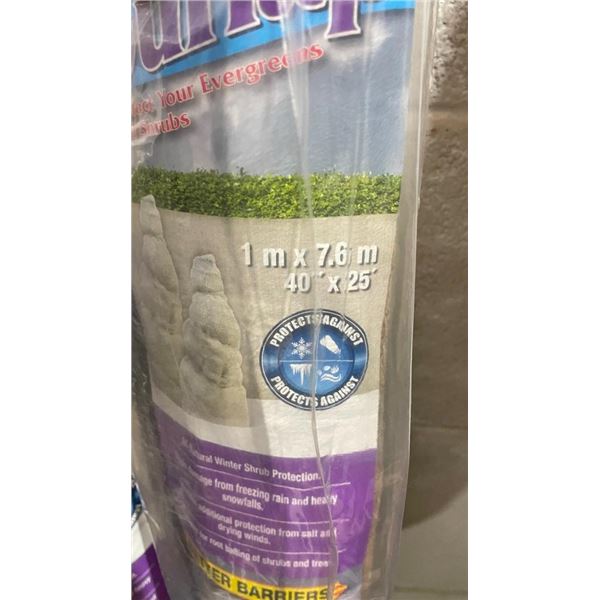 Your Evergreens
Shrubs
1 m x 7.6 m
40" x 25'
PROTECTS AGAINST
PROTECTS AGAINST
Natural Winter Shrub Protection.
from freezing rain and heavy
snowfalls.
additional protection from salt and
drying winds.
for root balling of shrubs and trees
BARRIERS